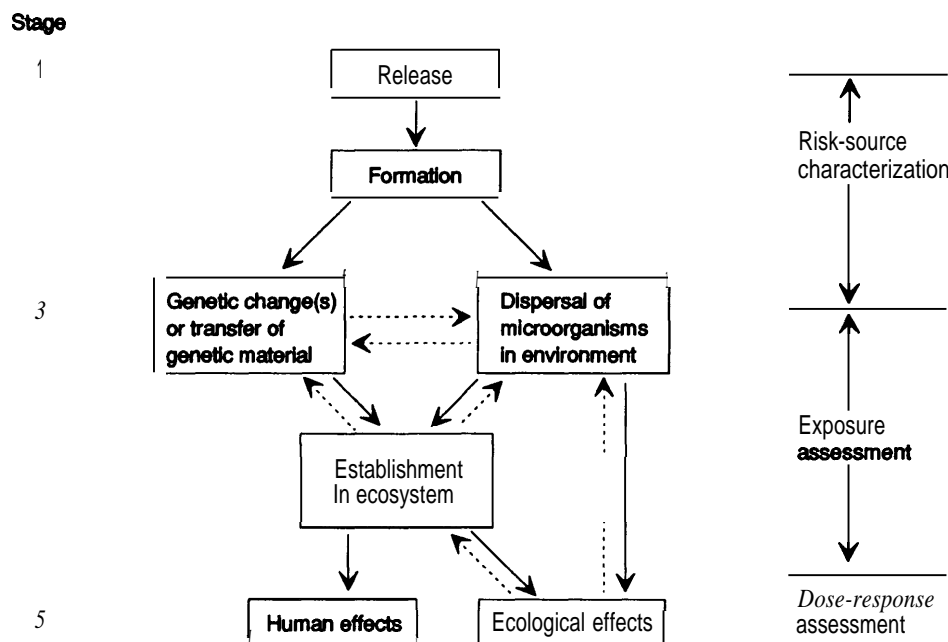 Stage
1
Release
Formation
3
Genetic change(s)
or transfer of
genetic material
Dispersal of
microorganisms
in environment
Establishment
In ecosystem
5
Human effects
Ecological effects
Risk-source
characterization
Exposure
assessment
Dose-response
assessment